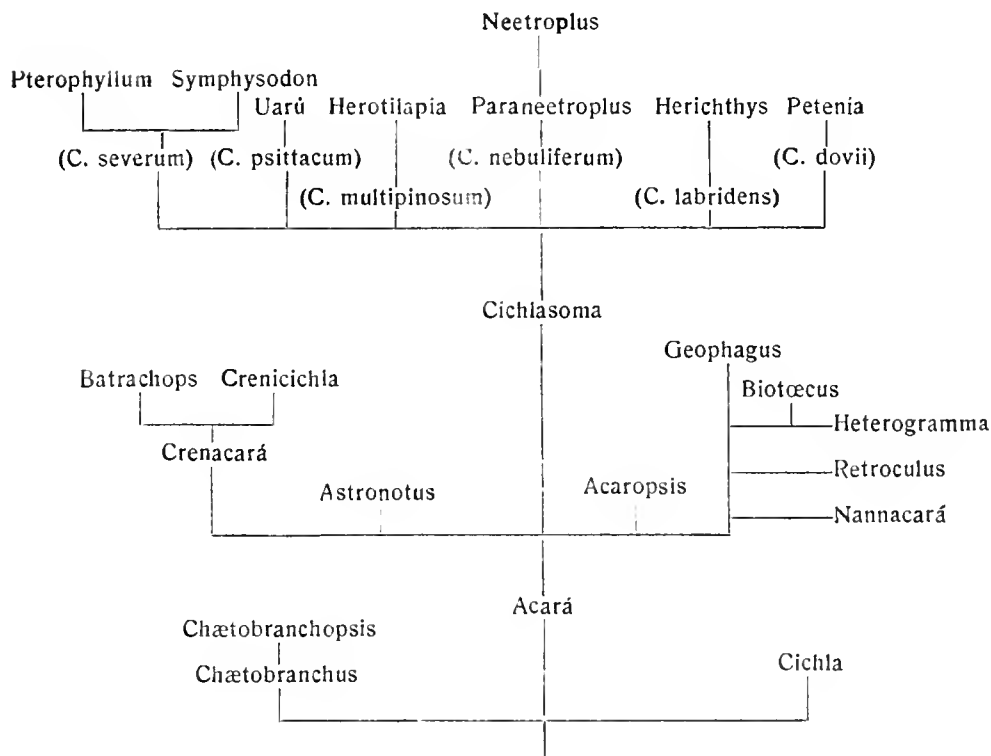 Neetroplus
Pterophyllum Symphysodon
Uarú Herotilapia Paraneetroplus Herichthys Petenia
(C. severum) (C. psittacum) (C. nebuliferum) (C. dovii)
(C. multipinosum) (C. labridens)
Cichlasoma
Geophagus
Batrachops Crenicichla
Biotœcus
Heterogramma
Crenacará
Retroculus
Astronotus Acaropsis
Nannacará
Acará
Chætobranchopsis
Cichla
Chætobranchus